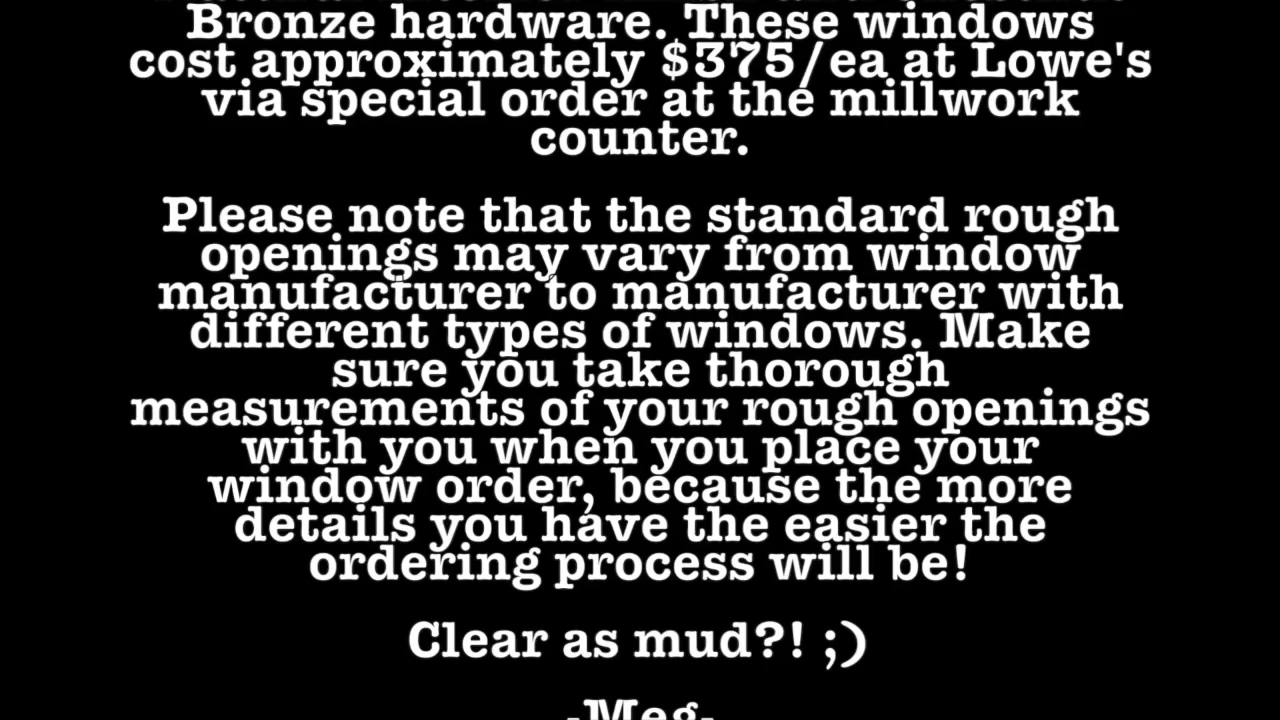 Bronze hardware. These windows
cost approximately $375/ea at Lowe's
via special order at the millwork
counter.
Please note that the standard rough
openings may vary from window
manufacturer to manufacturer with
different types of windows. Make
sure you take thorough
measurements of your rough openings
with you when you place your
window order, because the more
details you have the easier the
ordering process will be!
Clear as mud?! ;)
-Meg-